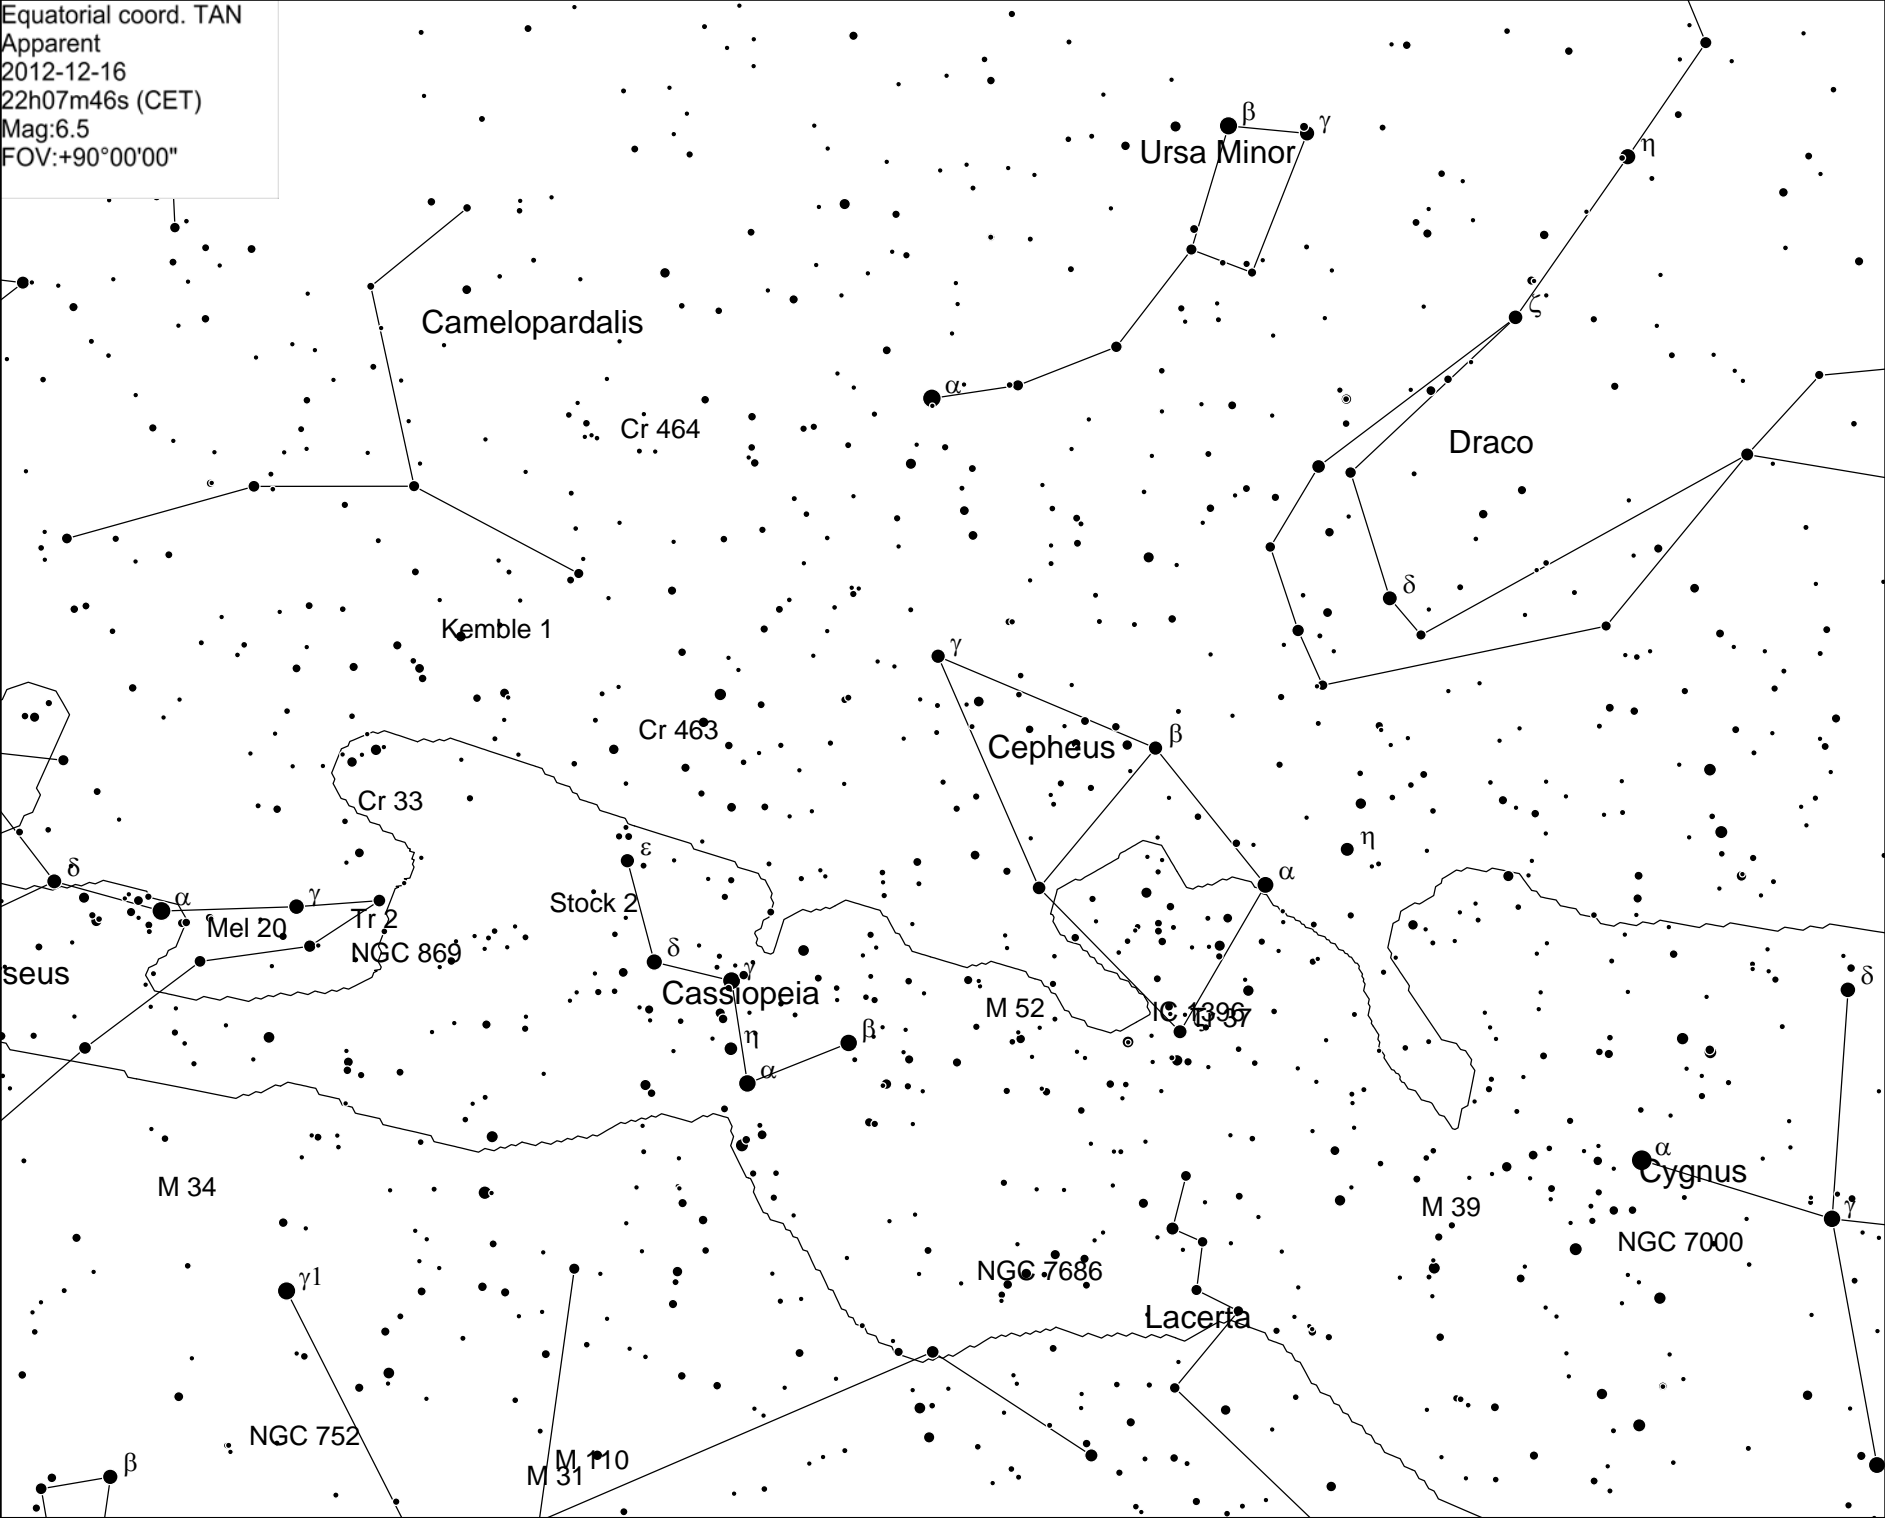 Equatorial coord. TAN
Apparent
2012-12-16
22h07m46s (CET)
Mag:6.5
FOV:+90°00'00"
β
γ
Ursa Minor
η
ζ
Camelopardalis
α
Cr 464
Draco
δ
Kemble 1
γ
Cr 463
Cepheus
β
Cr 33
η
ε
δ
α
α
γ
Stock 2
Mel 20
Tr 2
NGC 869
δ
γ
seus
Cassiopeia
δ
M 52
IC 1396
Tr 37
ζ
η
β
α
α
Cygnus
M 34
M 39
γ
NGC 7000
γ1
NGC 7686
Lacerta
NGC 752
M 110
M 31
β